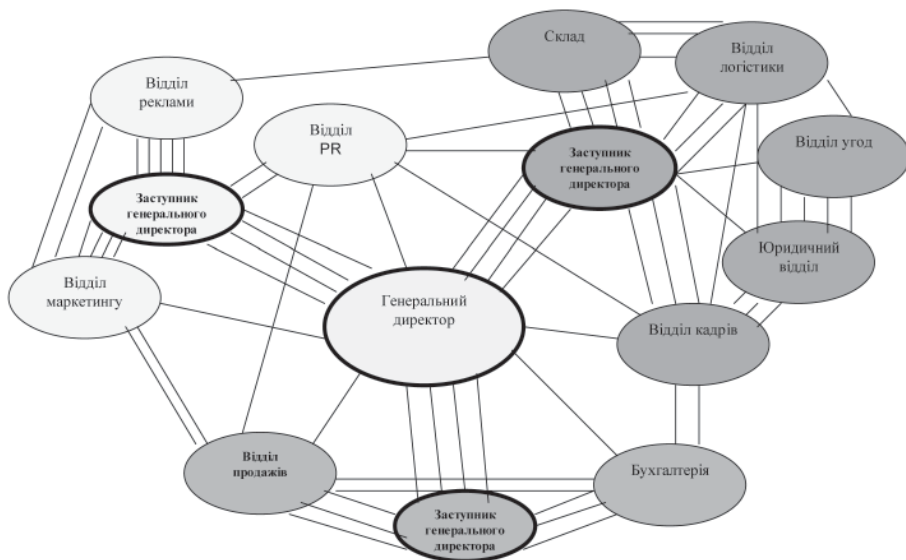 Склад
Відділ
логістики
Відділ
реклами
Відділ
PR
Відділ угод
Заступник
генерального
директора
Заступник
генерального
директора
Юридичний
відділ
Відділ
маркетингу
Генеральний
директор
Відділ кадрів
Відділ
продажів
Бухгалтерія
Заступник
генерального
директора